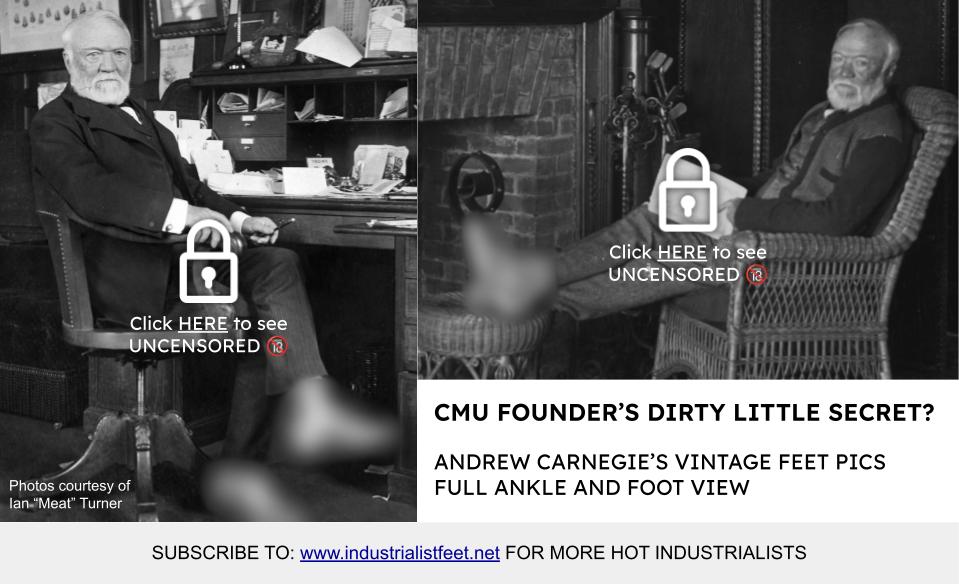 Click HERE to see
UNCENSORED 🔞
Photos courtesy of
Ian “Meat” Turner
Click HERE to see
UNCENSORED 🔞
CMU FOUNDER’S DIRTY LITTLE SECRET?
ANDREW CARNEGIE’S VINTAGE FEET PICS
FULL ANKLE AND FOOT VIEW
SUBSCRIBE TO: www.industrialistfeet.net FOR MORE HOT INDUSTRIALISTS